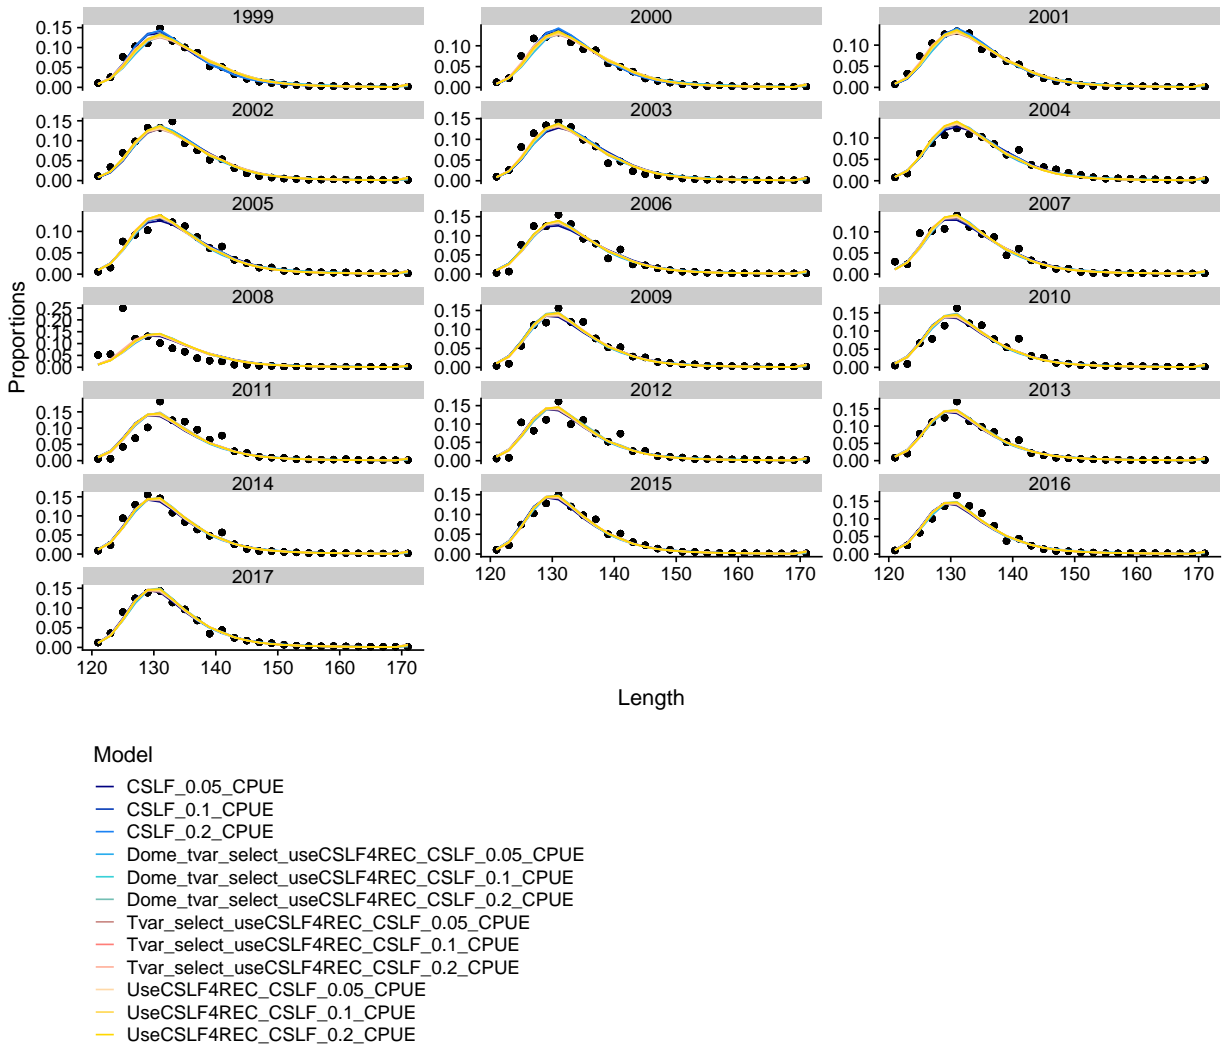 1999 2000 2001
0.15
0.10 0.10 0.10
0.05 0.05 0.05
0.00 0.00 0.00
2002 2003 2004
0.15 0.15
0.10 0.10 0.10
0.05 0.05 0.05
0.00 0.00 0.00
2005 2006 2007
0.15
0.10 0.10 0.10
0.05 0.05 0.05
0.00 0.00 0.00
2008 2009 2010
0.25
0.20 0.15 0.15
0.15 0.10 0.10
0.10 0.05 0.05
0.05
0.00 0.00 0.00
Proportions
2011 2012 2013
0.15 0.15 0.15
0.10 0.10 0.10
0.05 0.05 0.05
0.00 0.00 0.00
2014 2015 2016
0.15 0.15 0.15
0.10 0.10 0.10
0.05 0.05 0.05
0.00 0.00 0.00
120 130 140 150 160 170 120 130 140 150 160 170
2017
0.15
0.10
0.05
0.00
120 130 140 150 160 170
Length
Model
CSLF_0.05_CPUE
CSLF_0.1_CPUE
CSLF_0.2_CPUE
Dome_tvar_select_useCSLF4REC_CSLF_0.05_CPUE
Dome_tvar_select_useCSLF4REC_CSLF_0.1_CPUE
Dome_tvar_select_useCSLF4REC_CSLF_0.2_CPUE
Tvar_select_useCSLF4REC_CSLF_0.05_CPUE
Tvar_select_useCSLF4REC_CSLF_0.1_CPUE
Tvar_select_useCSLF4REC_CSLF_0.2_CPUE
UseCSLF4REC_CSLF_0.05_CPUE
UseCSLF4REC_CSLF_0.1_CPUE
UseCSLF4REC_CSLF_0.2_CPUE